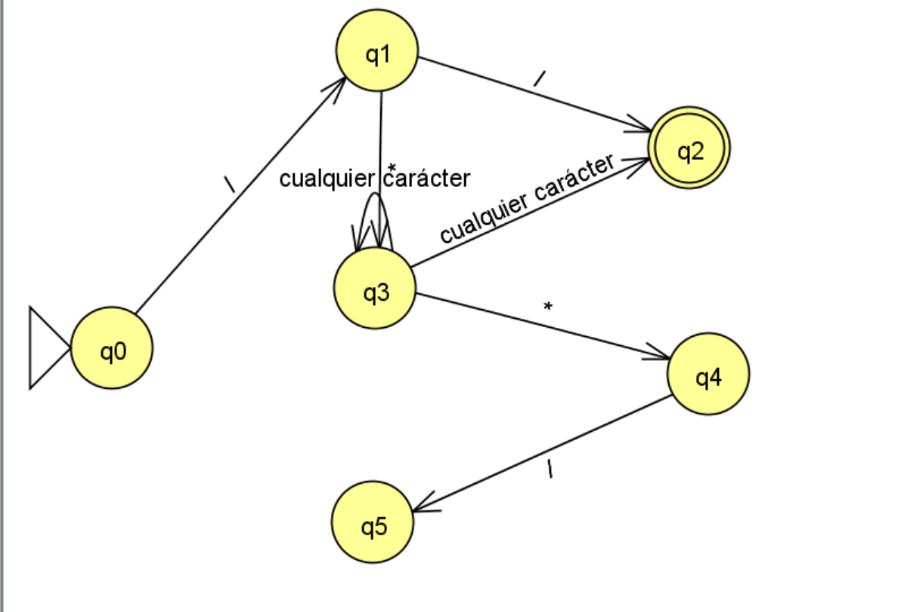 q1
/
q2
/
*
cualquier carácter
cualquier carácter
q3
*
q0
q4
/
q5